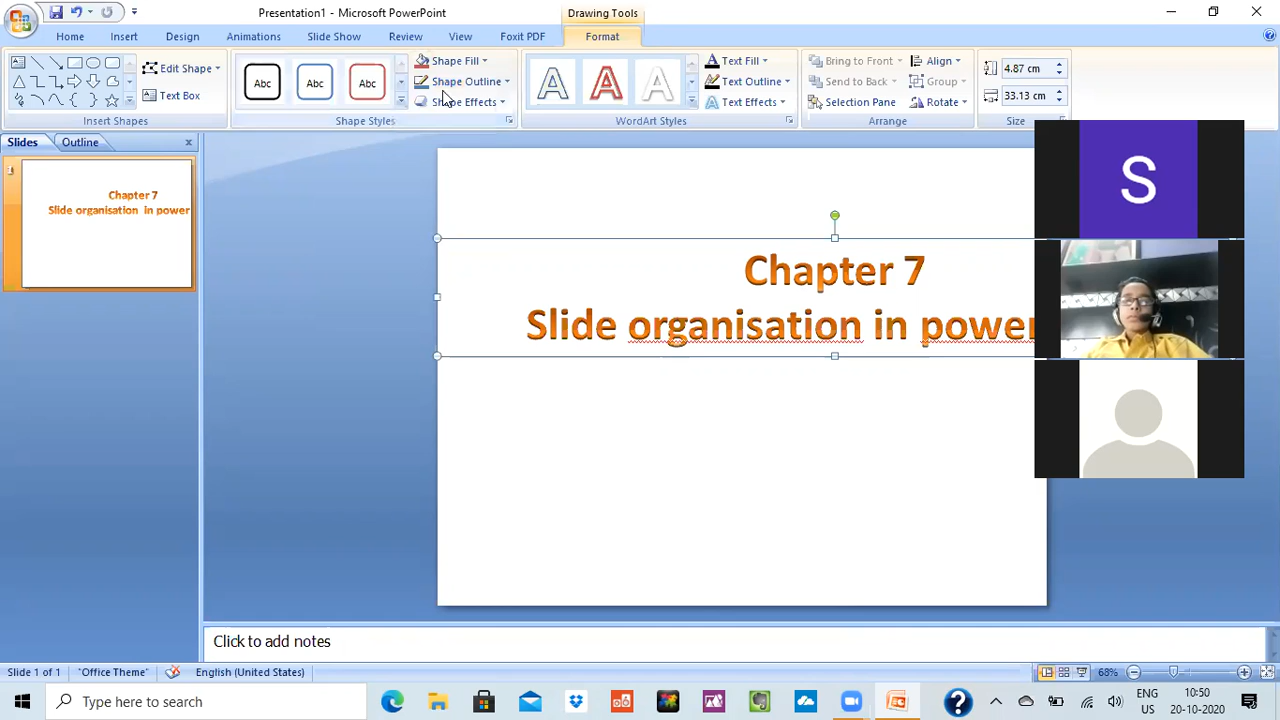 Presentation1 - Microsoft PowerPoint
Drawing Tools
Home Insert Design Animations Slide Show Review View Foxit PDF Format
Edit Shape
Text Box
Insert Shapes
Abc Abc Abc
Shape Fill
Shape Outline
Shape Effects
Shape Styles
A A A
Text Fill
Text Outline
Text Effects
WordArt Styles
Bring to Front
Send to Back
Selection Pane
Align
Group
Rotate
Arrange
4.87 cm
33.13 cm
Size
Slides Outline
1
Chapter 7
Slide organisation in power
Chapter 7
Slide organisation in power
S
Click to add notes
Slide 1 of 1 "Office Theme" English (United States) 68%
Type here to search
ENG
US
10:50
20-10-2020